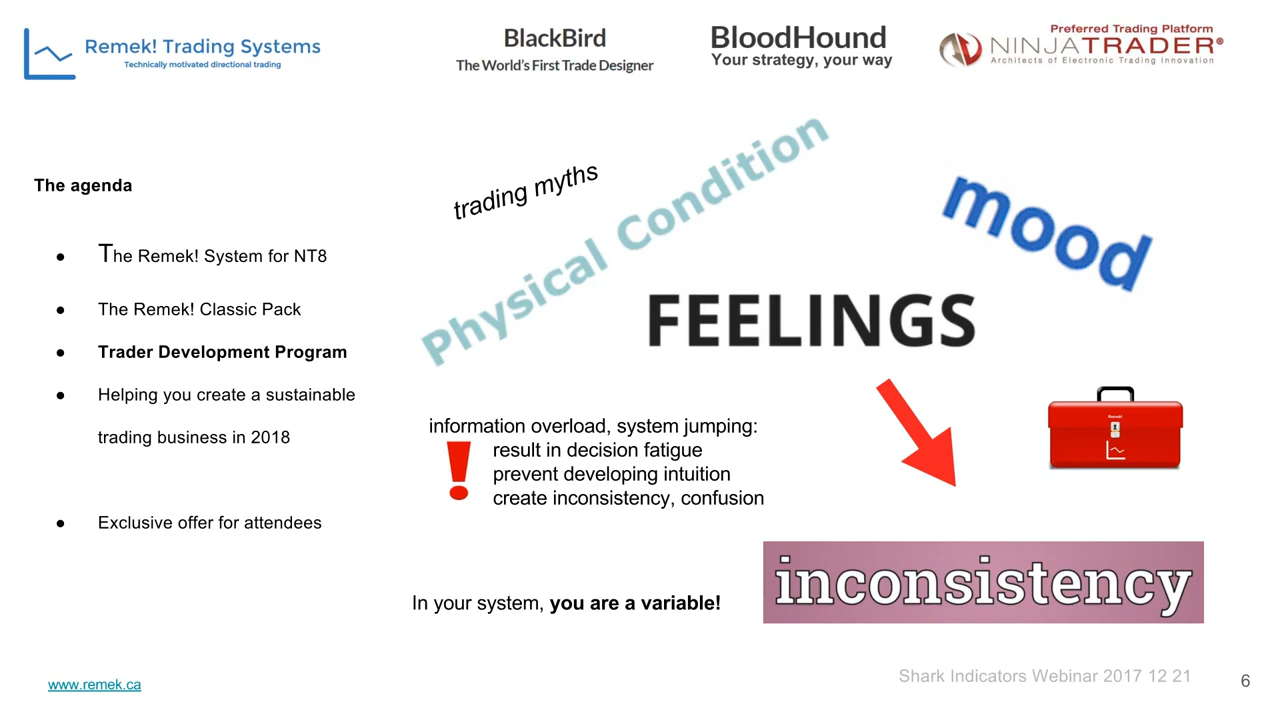 Remek! Trading Systems
Technically motivated directional trading
BlackBird
The World's First Trade Designer
BloodHound
Your strategy, your way
Preferred Trading Platform
NINJATRADER®
Architects of Electronic Trading Innovation
The agenda
● The Remek! System for NT8
● The Remek! Classic Pack
● Trader Development Program
● Helping you create a sustainable
trading business in 2018
● Exclusive offer for attendees
trading myths
Physical Condition
mood
FEELINGS
information overload, system jumping:
result in decision fatigue
prevent developing intuition
create inconsistency, confusion
!
Remek!
inconsistency
In your system, you are a variable!
www.remek.ca
Shark Indicators Webinar 2017 12 21
6